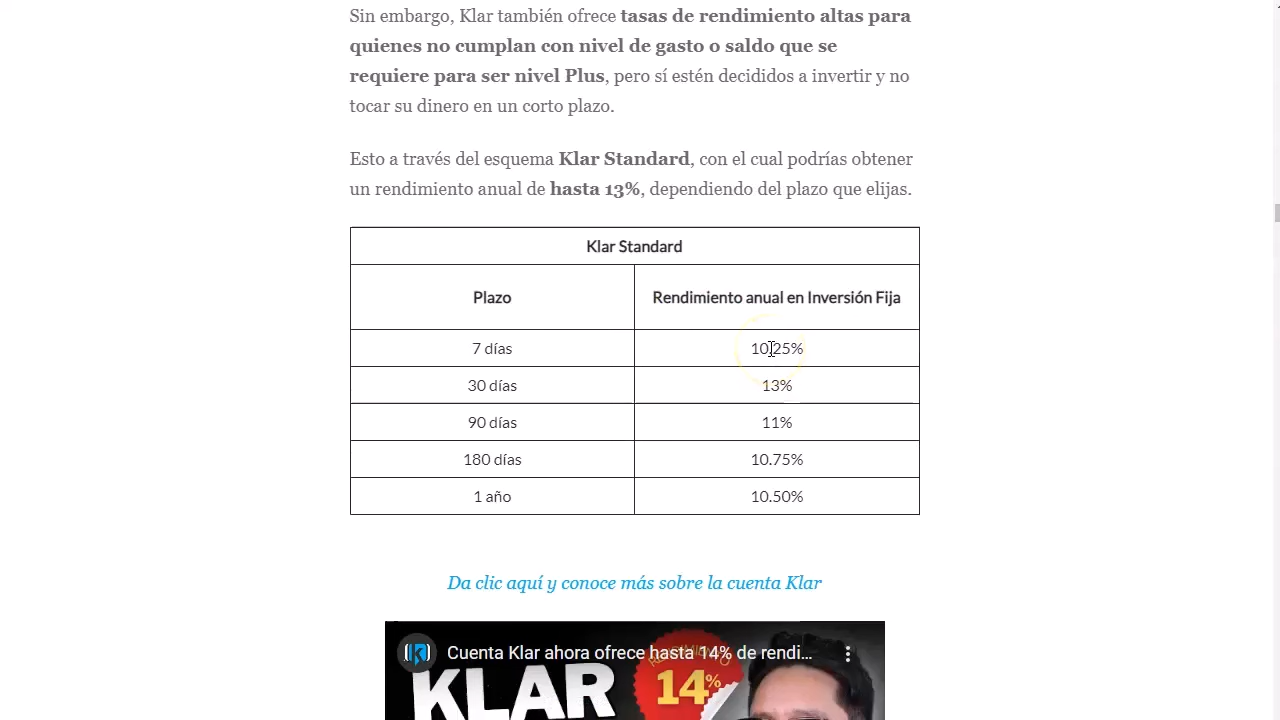 Sin embargo, Klar también ofrece tasas de rendimiento altas para
quienes no cumplan con nivel de gasto o saldo que se
requiere para ser nivel Plus, pero sí estén decididos a invertir y no
tocar su dinero en un corto plazo.
Esto a través del esquema Klar Standard, con el cual podrías obtener
un rendimiento anual de hasta 13%, dependiendo del plazo que elijas.
Klar Standard
Plazo Rendimiento anual en Inversión Fija
7 días 10.25%
30 días 13%
90 días 11%
180 días 10.75%
1 año 10.50%
Da clic aquí y conoce más sobre la cuenta Klar
Cuenta Klar ahora ofrece hasta 14% de rendi...
KLAR
14%